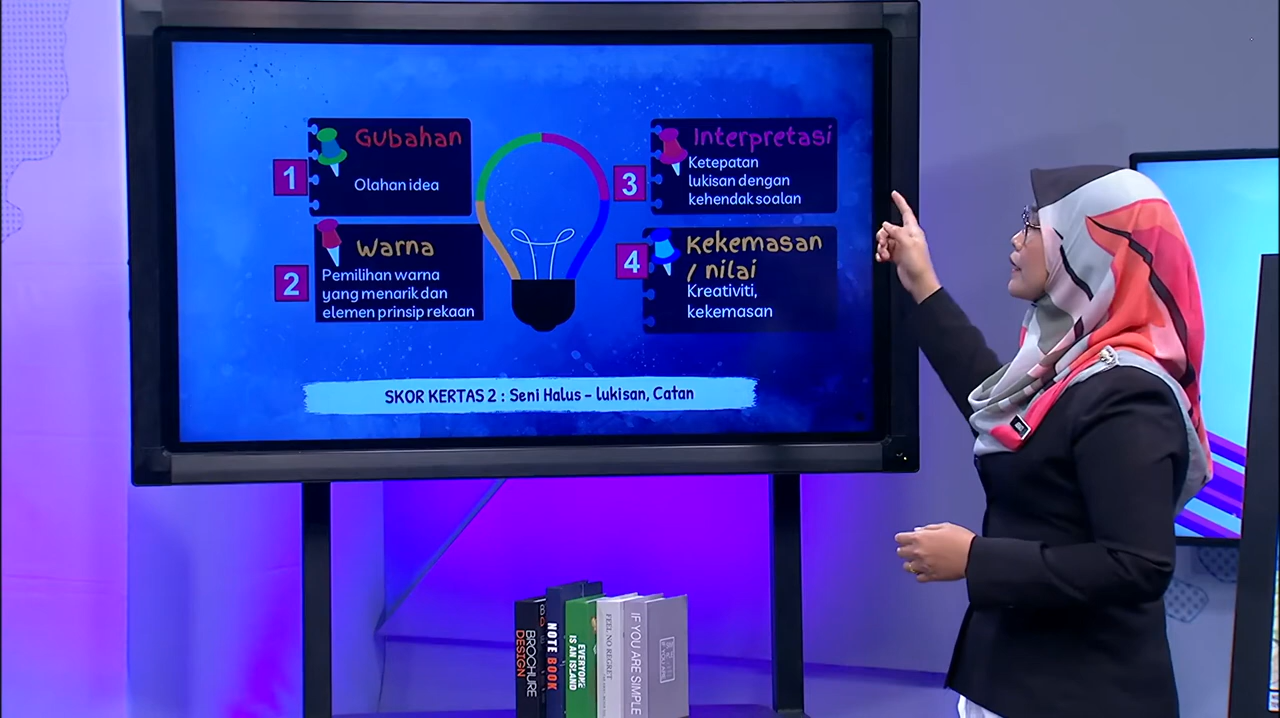 1
Gubahan
Olahan idea
2
Warna
Pemilihan warna
yang menarik dan
elemen prinsip rekaan
3
Interpretasi
Ketepatan
lukisan dengan
kehendak soalan
4
Kekemasan
/ nilai
Kreativiti,
kekemasan
SKOR KERTAS 2 : Seni Halus – lukisan, Catan
BROCHURE
DESIGN
NOTE BOOK
EVERYONE
IS AN ISLAND
FEEL NO REGRET
IF YOU ARE SIMPLE